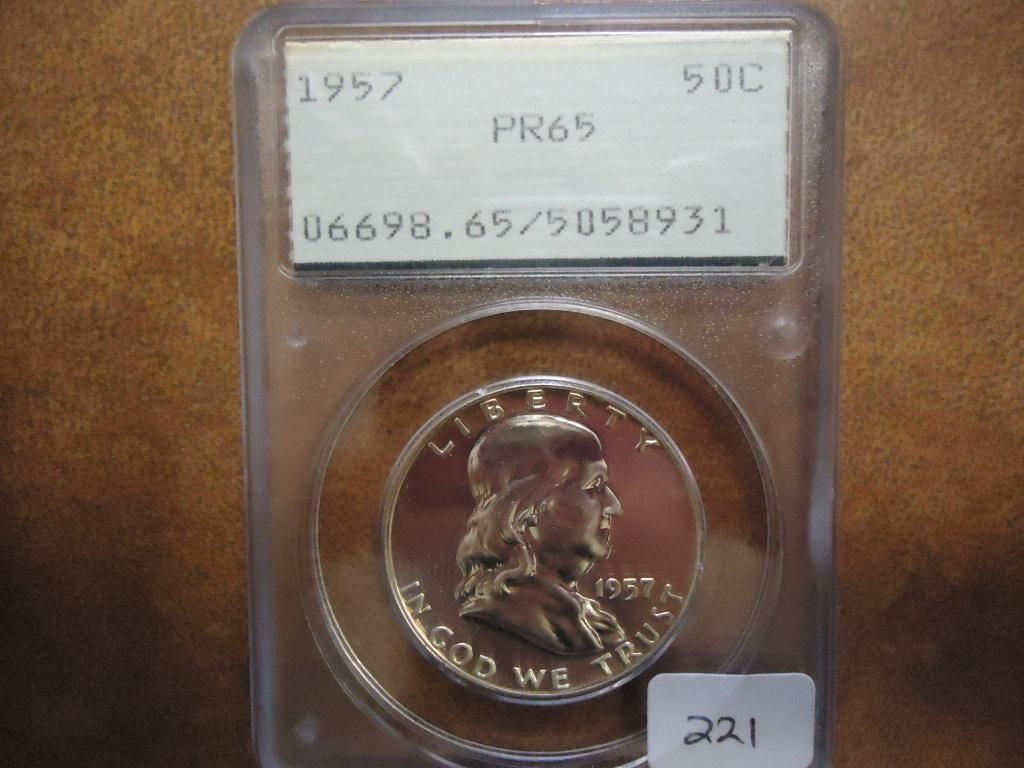 1957 50C
PR65
06698.65/5058931
LIBERTY
1957
IN GOD WE TRUST
221